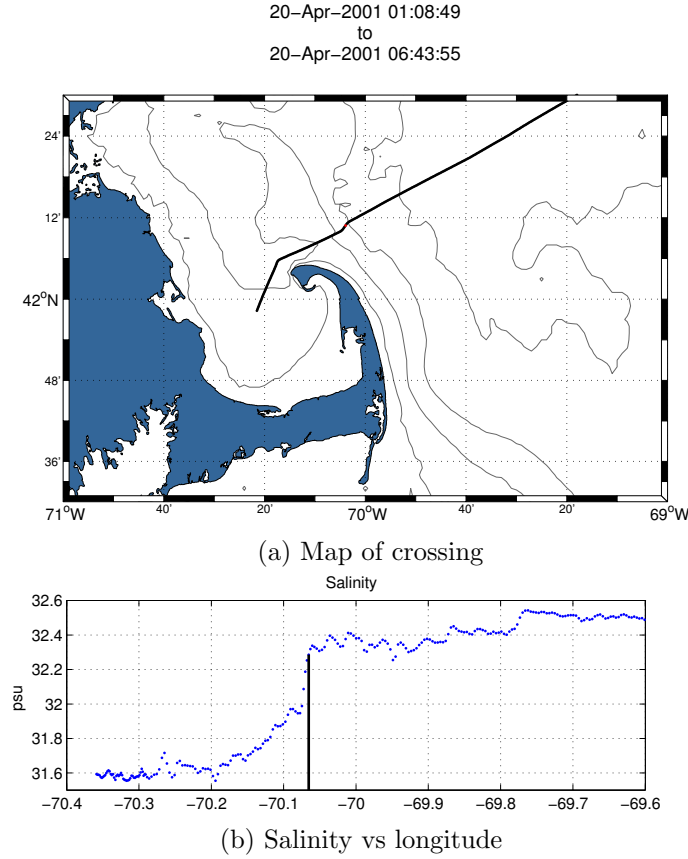 20−Apr−2001 01:08:49
to
20−Apr−2001 06:43:55
24'
12'
42°N
48'
36'
71°W 40' 20' 70°W 20' 40' 20' 69°W
(a) Map of crossing
Salinity
32.6
32.4
32.2
32
31.8
31.6
psu
−70.4 −70.3 −70.2 −70.1 −70 −69.9 −69.8 −69.7 −69.6
(b) Salinity vs longitude